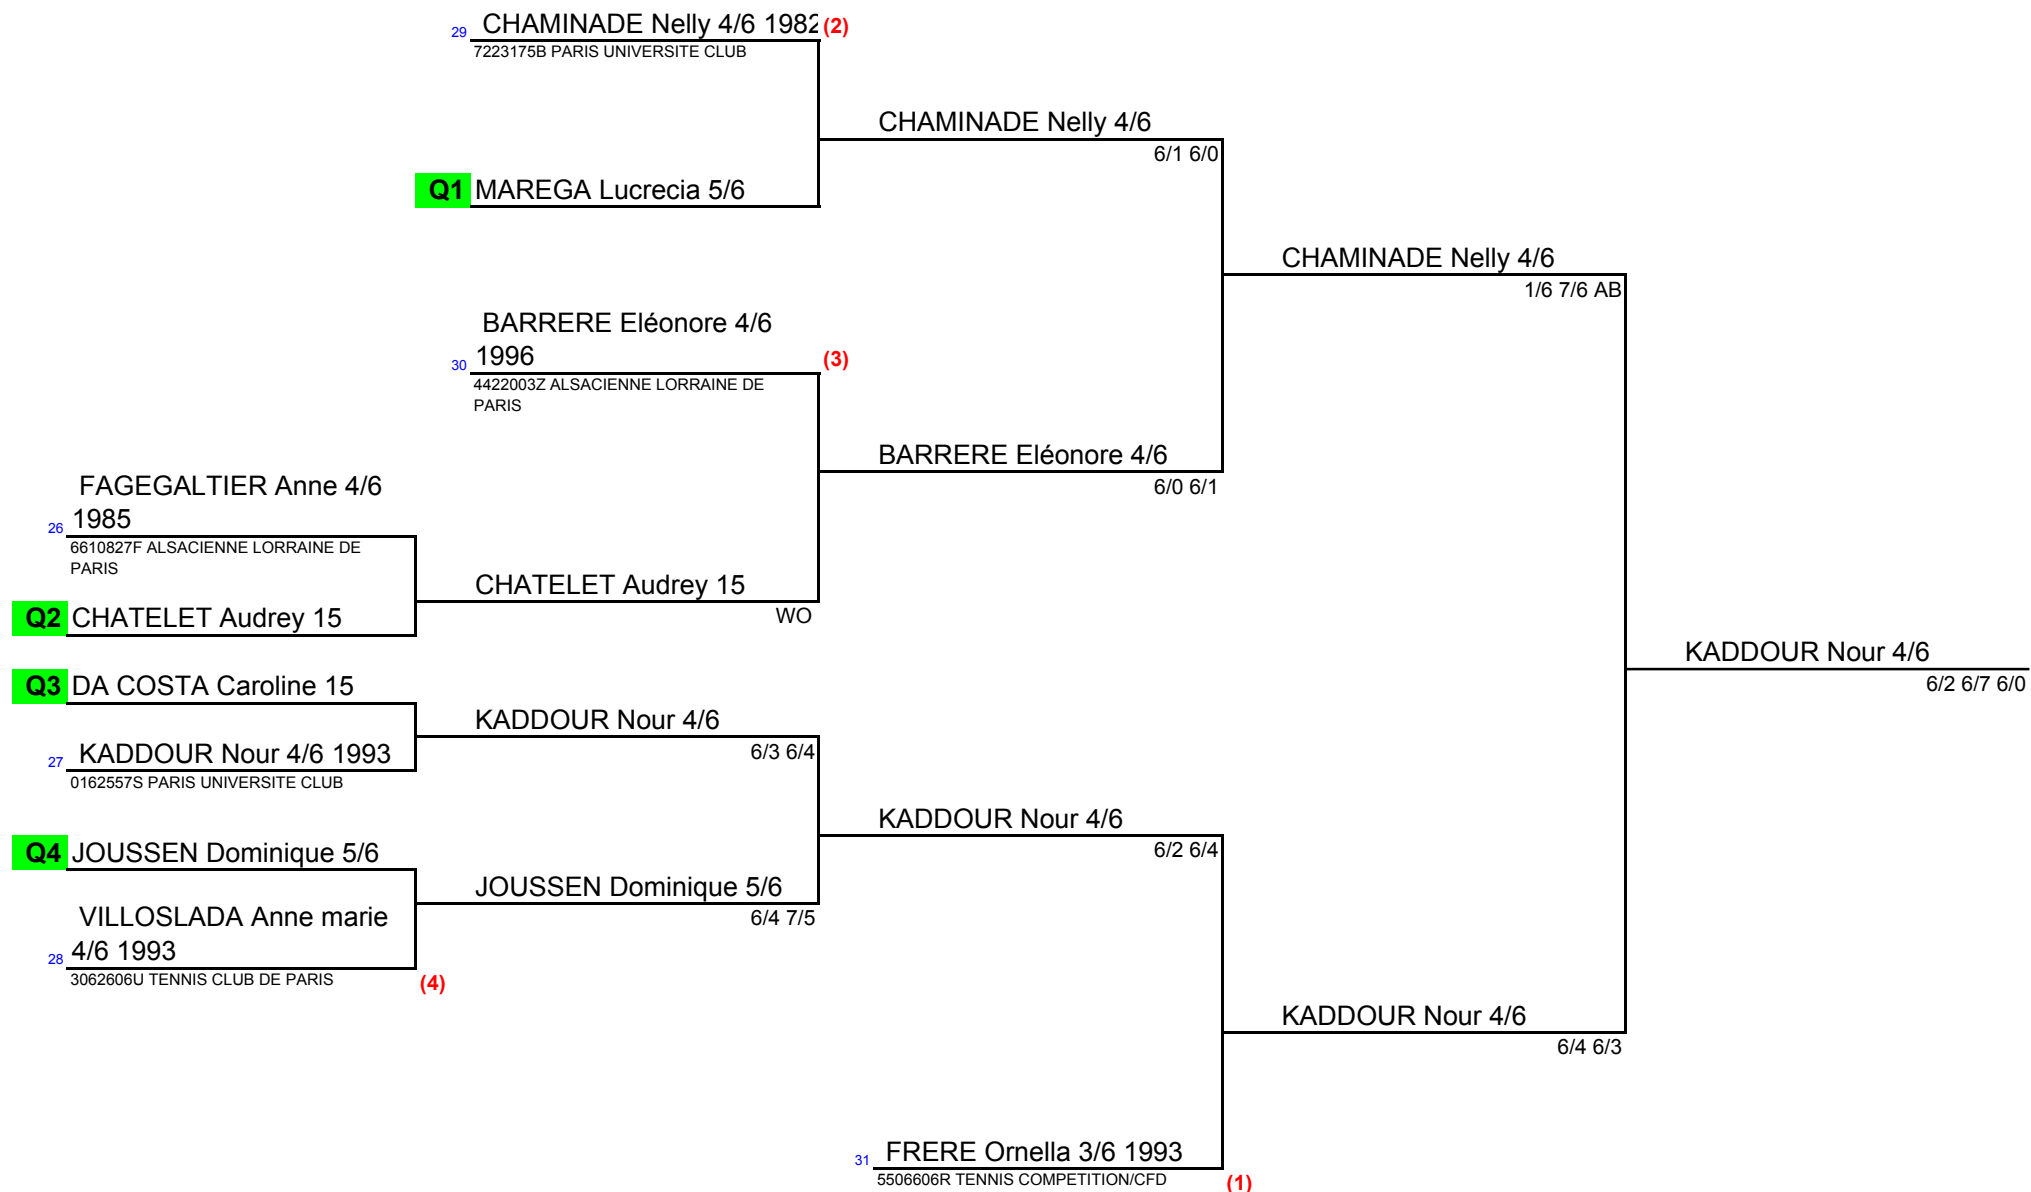 29 CHAMINADE Nelly 4/6 1982 (2)
7223175B PARIS UNIVERSITE CLUB
CHAMINADE Nelly 4/6
6/1 6/0
Q1 MAREGA Lucrecia 5/6
CHAMINADE Nelly 4/6
1/6 7/6 AB
BARRERE Eléonore 4/6
30 1996 (3)
4422003Z ALSACIENNE LORRAINE DE
PARIS
BARRERE Eléonore 4/6
6/0 6/1
FAGEGALTIER Anne 4/6
26 1985
6610827F ALSACIENNE LORRAINE DE
PARIS
CHATELET Audrey 15
WO
Q2 CHATELET Audrey 15
KADDOUR Nour 4/6
6/2 6/7 6/0
Q3 DA COSTA Caroline 15
KADDOUR Nour 4/6
6/3 6/4
27 KADDOUR Nour 4/6 1993
0162557S PARIS UNIVERSITE CLUB
KADDOUR Nour 4/6
6/2 6/4
Q4 JOUSSEN Dominique 5/6
JOUSSEN Dominique 5/6
6/4 7/5
VILLOSLADA Anne marie
28 4/6 1993
3062606U TENNIS CLUB DE PARIS (4)
KADDOUR Nour 4/6
6/4 6/3
31 FRERE Ornella 3/6 1993
5506606R TENNIS COMPETITION/CFD (1)